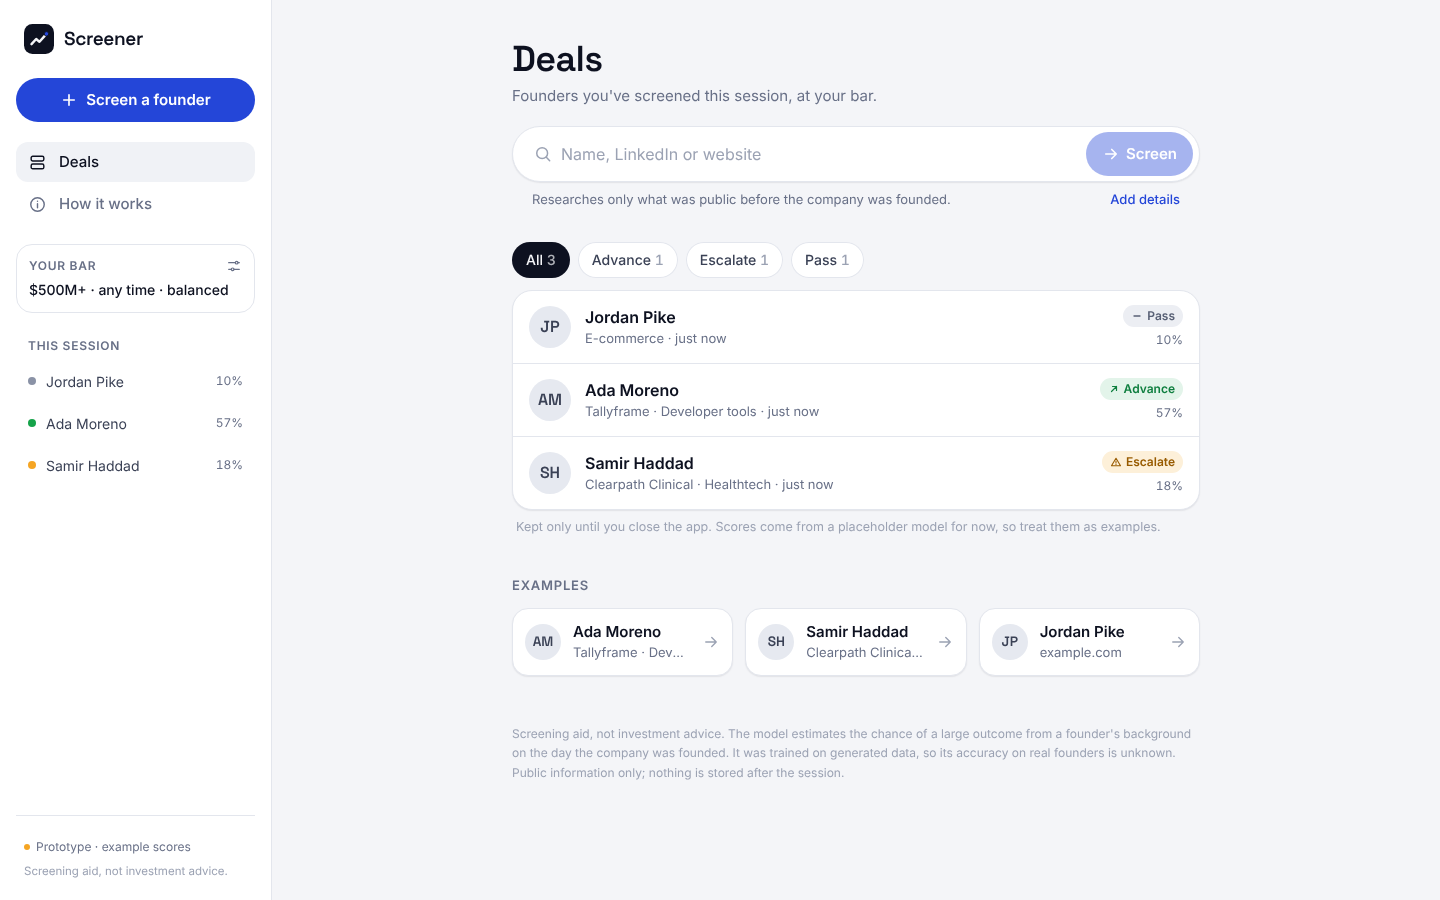 Screener
Screen a founder
Deals
How it works
YOUR BAR
$500M+ · any time · balanced
THIS SESSION
Jordan Pike 10%
Ada Moreno 57%
Samir Haddad 18%
Prototype · example scores
Screening aid, not investment advice.
Deals
Founders you've screened this session, at your bar.
Name, LinkedIn or website
Screen
Researches only what was public before the company was founded.
Add details
All 3
Advance 1
Escalate 1
Pass 1
JP
Jordan Pike
E-commerce · just now
Pass
10%
AM
Ada Moreno
Tallyframe · Developer tools · just now
Advance
57%
SH
Samir Haddad
Clearpath Clinical · Healthtech · just now
Escalate
18%
Kept only until you close the app. Scores come from a placeholder model for now, so treat them as examples.
EXAMPLES
AM
Ada Moreno
Tallyframe · Dev...
SH
Samir Haddad
Clearpath Clinica...
JP
Jordan Pike
example.com
Screening aid, not investment advice. The model estimates the chance of a large outcome from a founder's background
on the day the company was founded. It was trained on generated data, so its accuracy on real founders is unknown.
Public information only; nothing is stored after the session.